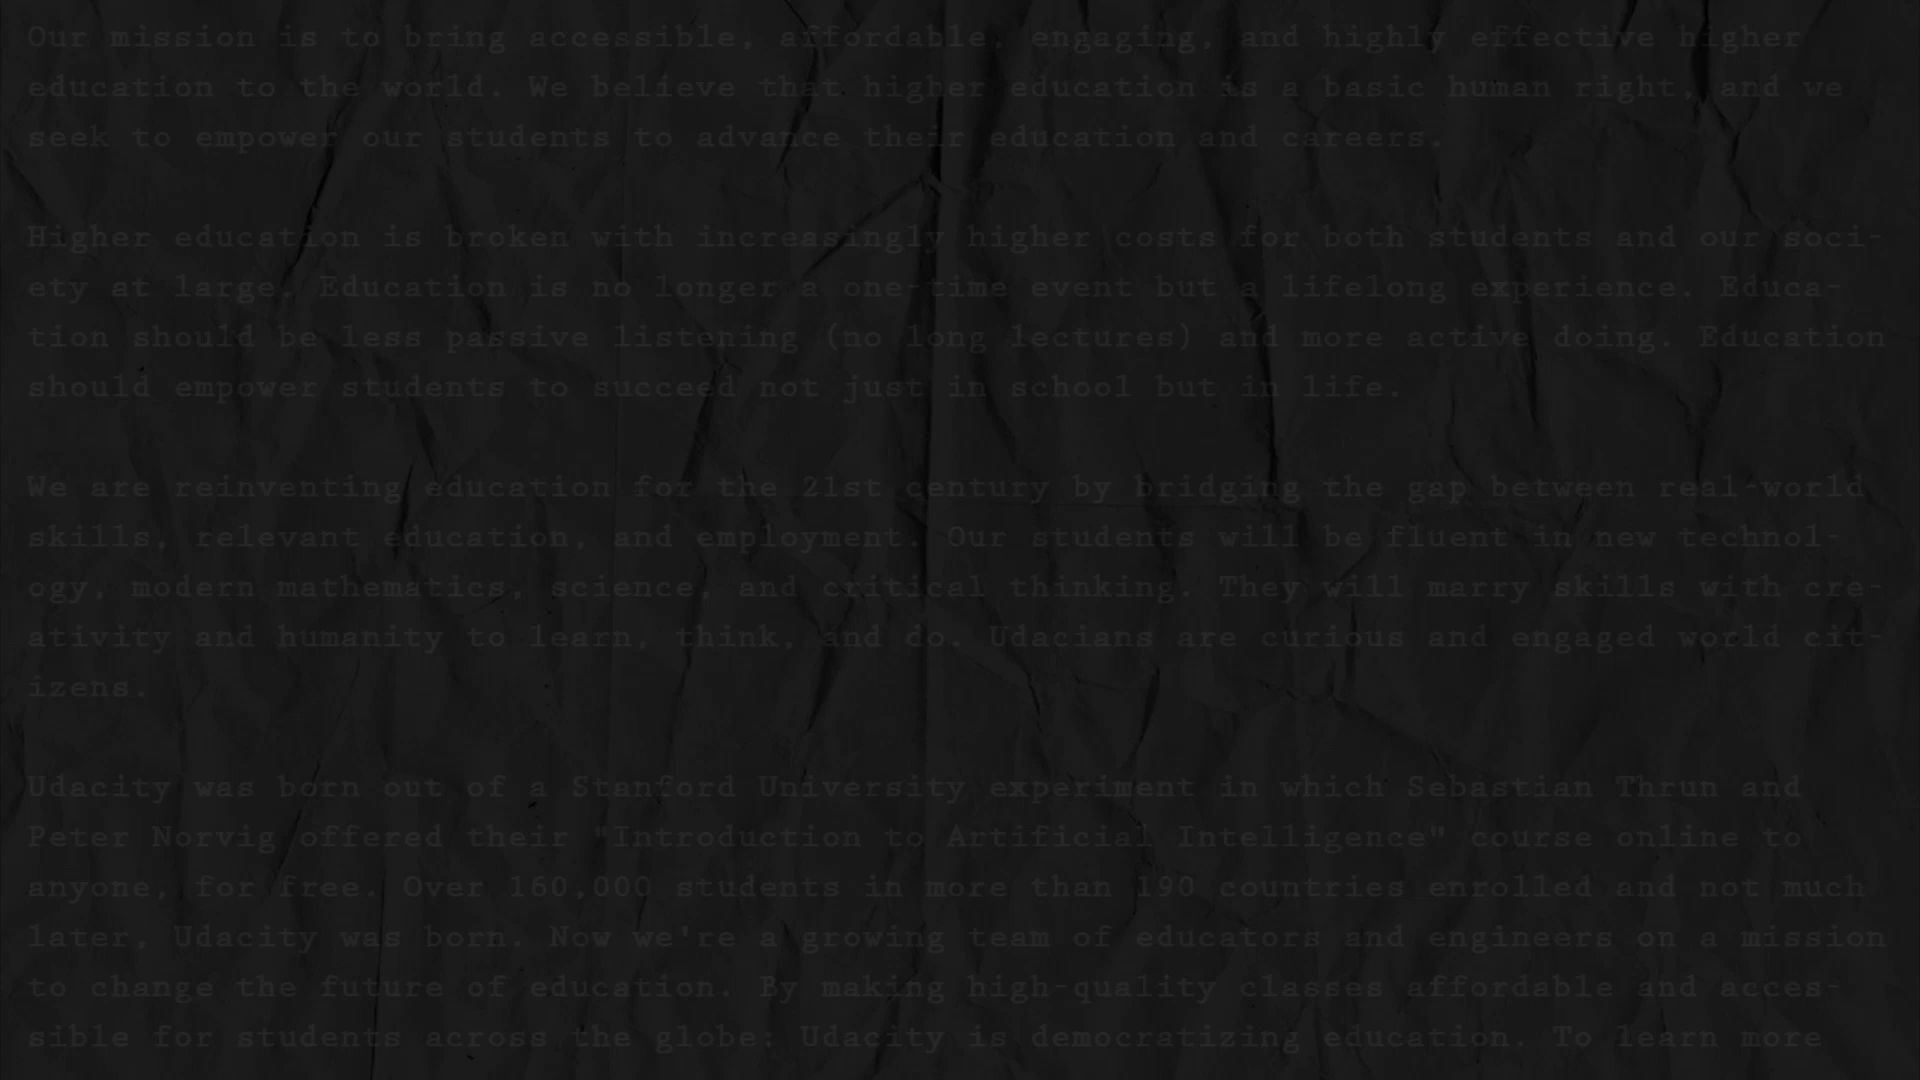 Our mission is to bring accessible, affordable, engaging, and highly effective higher
education to the world. We believe that higher education is a basic human right, and we
seek to empower our students to advance their education and careers.
Higher education is broken with increasingly higher costs for both students and our soci-
ety at large. Education is no longer a one-time event but a lifelong experience. Educa-
tion should be less passive listening (no long lectures) and more active doing. Education
should empower students to succeed not just in school but in life.
We are reinventing education for the 21st century by bridging the gap between real-world
skills, relevant education, and employment. Our students will be fluent in new technol-
ogy, modern mathematics, science, and critical thinking. They will marry skills with cre-
ativity and humanity to learn, think, and do. Udacians are curious and engaged world cit-
izens.
Udacity was born out of a Stanford University experiment in which Sebastian Thrun and
Peter Norvig offered their "Introduction to Artificial Intelligence" course online to
anyone, for free. Over 160,000 students in more than 190 countries enrolled and not much
later, Udacity was born. Now we're a growing team of educators and engineers on a mission
to change the future of education. By making high-quality classes affordable and acces-
sible for students across the globe: Udacity is democratizing education. To learn more